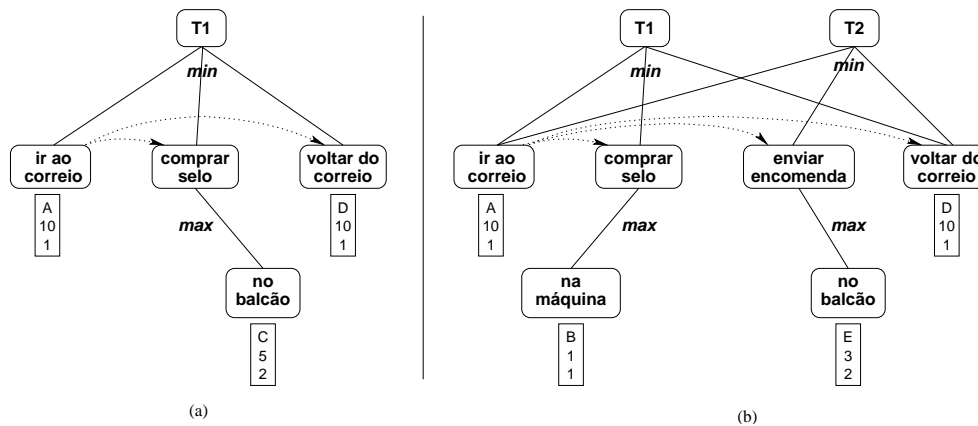 T1
min
ir ao
correio
comprar
selo
voltar do
correio
A
10
1
D
10
1
max
no
balcão
C
5
2
(a)
T1
T2
min
min
ir ao
correio
comprar
selo
enviar
encomenda
voltar do
correio
A
10
1
D
10
1
max
max
na
máquina
no
balcão
B
1
1
E
3
2
(b)